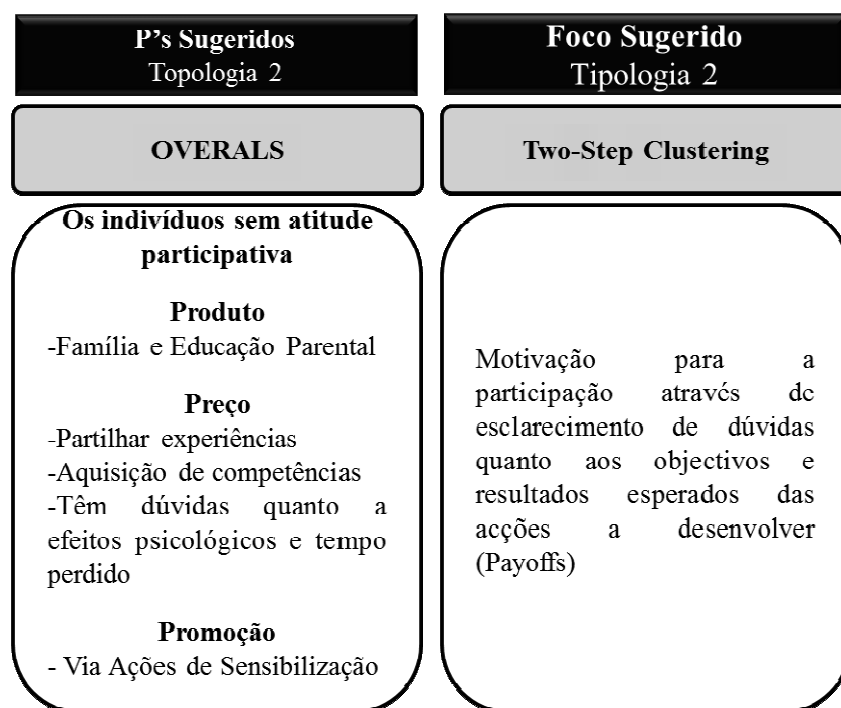 P's Sugeridos
Topologia 2
OVERALS
Os indivíduos sem atitude
participativa
Produto
-Família e Educação Parental
Preço
-Partilhar experiências
-Aquisição de competências
-Têm dúvidas quanto a
efeitos psicológicos e tempo
perdido
Promoção
- Via Ações de Sensibilização
Foco Sugerido
Tipologia 2
Two-Step Clustering
Motivação para a
participação através de
esclarecimento de dúvidas
quanto aos objectivos e
resultados esperados das
acções a desenvolver
(Payoffs)